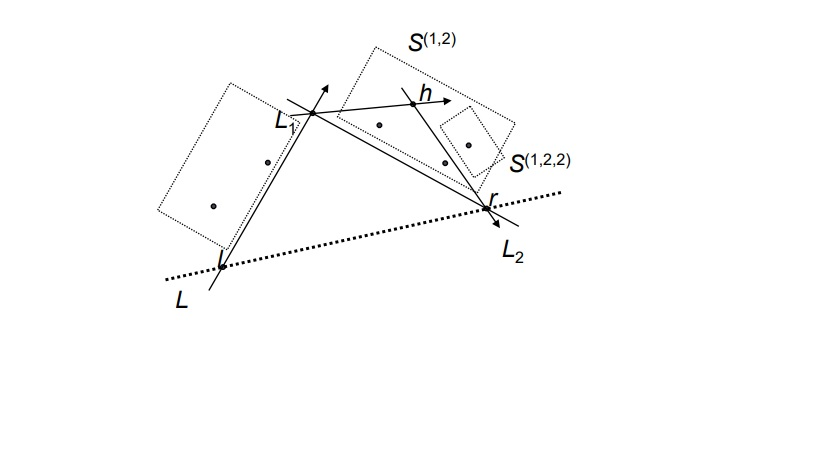 S(1,2)
h
L1
S(1,2,2)
r
L2
l
L